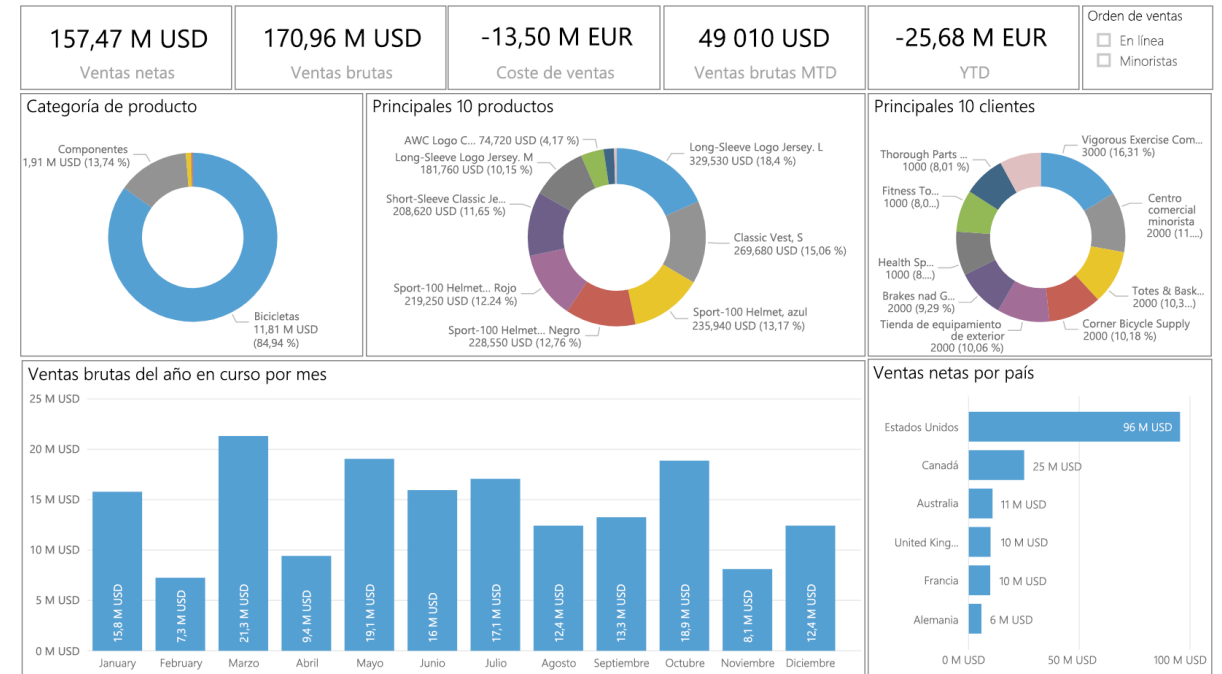 157,47 M USD
Ventas netas
170,96 M USD
Ventas brutas
-13,50 M EUR
Coste de ventas
49 010 USD
Ventas brutas MTD
-25,68 M EUR
YTD
Orden de ventas
En línea
Minoristas
Categoría de producto
Componentes
1,91 M USD (13,74 %)
Bicicletas
11,81 M USD
(84,94 %)
Principales 10 productos
AWC Logo C... 74,720 USD (4,17 %)
Long-Sleeve Logo Jersey. M
181,760 USD (10,15 %)
Short-Sleeve Classic Je...
208,620 USD (11,65 %)
Sport-100 Helmet... Rojo
219,250 USD (12.24 %)
Sport-100 Helmet... Negro
228,550 USD (12,76 %)
Long-Sleeve Logo Jersey. L
329,530 USD (18,4 %)
Classic Vest, S
269,680 USD (15,06 %)
Sport-100 Helmet, azul
235,940 USD (13,17 %)
Principales 10 clientes
Thorough Parts ...
1000 (8,01 %)
Fitness To...
1000 (8,0...)
Health Sp...
1000 (8....)
Brakes nad G...
2000 (9,29 %)
Tienda de equipamiento
de exterior
2000 (10,06 %)
Vigorous Exercise Com...
3000 (16,31 %)
Centro
comercial
minorista
2000 (11....)
Totes & Bask...
2000 (10,3...)
Corner Bicycle Supply
2000 (10,18 %)
Ventas brutas del año en curso por mes
25 M USD
20 M USD
15 M USD
10 M USD
5 M USD
0 M USD
15,8 M USD
7,3 M USD
21,3 M USD
9,4 M USD
19,1 M USD
16 M USD
17,1 M USD
12,4 M USD
13,3 M USD
18,9 M USD
8,1 M USD
12,4 M USD
January
February
Marzo
Abril
Mayo
Junio
Julio
Agosto
Septiembre
Octubre
Noviembre
Diciembre
Ventas netas por país
Estados Unidos
96 M USD
Canadá
25 M USD
Australia
11 M USD
United King...
10 M USD
Francia
10 M USD
Alemania
6 M USD
0 M USD
50 M USD
100 M USD